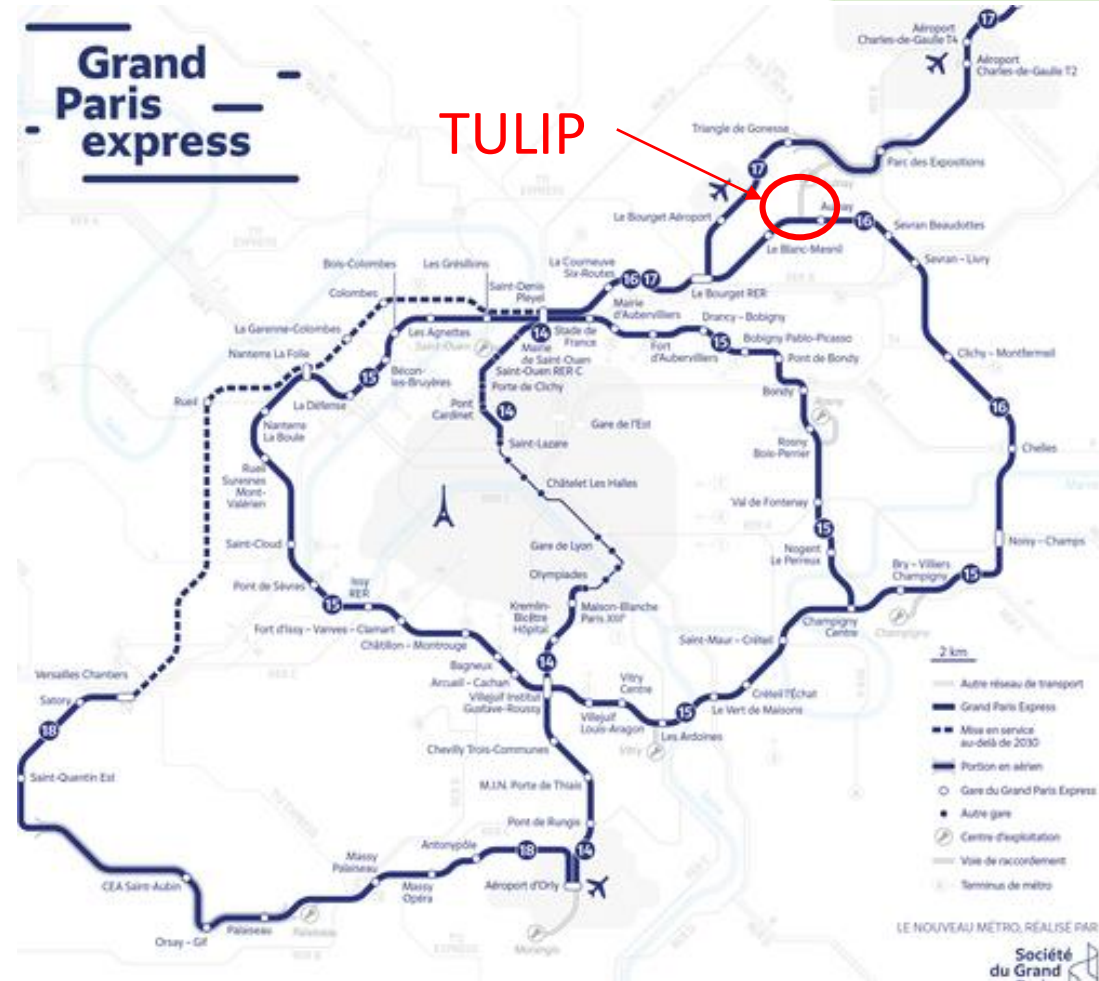 Grand
Paris
express
TULIP
17
Aéroport
Charles-de-Gaulle T4
Aéroport
Charles-de-Gaulle T2
Triangle de Gonesse
17
Parc des Expositions
Le Bourget Aéroport
16
Sevran Beaudottes
Le Blanc-Mesnil
Sevran – Livry
Bois-Colombes
Les Grésillons
La Courneuve
Six-Routes
16
17
Le Bourget RER
Colombes
Saint-Denis
Pleyel
Mairie
d'Aubervilliers
Drancy – Bobigny
La Garenne-Colombes
Les Agnettes
14
Stade de
France
Fort
d'Aubervilliers
15
Bobigny Pablo-Picasso
Nanterre La Folie
Saint-Ouen
Mairie
de Saint-Ouen
Saint-Ouen RER C
Pont de Bondy
Clichy – Montfermeil
15
Bécon-
les-Bruyères
Porte de Clichy
Rueil
La Défense
Pont
Cardinet
14
Bondy
16
Nanterre
La Boule
Gare de l'Est
Saint-Lazare
Rosny
Bois-Perrier
Chelles
Rueil
Suresnes
Mont-
Valérien
Châtelet Les Halles
Val de Fontenay
15
Saint-Cloud
Gare de Lyon
Nogent
Le Perreux
Noisy – Champs
Olympiades
Bry – Villiers
Champigny
15
Pont de Sèvres
Issy
RER
15
Kremlin-
Bicêtre
Hôpital
Maison-Blanche
Paris XIIIe
Champigny
Centre
Champigny
Fort d'Issy – Vanves – Clamart
Saint-Maur – Créteil
Châtillon – Montrouge
Bagneux
14
2 km
Versailles Chantiers
Arcueil – Cachan
Vitry
Centre
Satory
Villejuif Institut
Gustave-Roussy
Créteil l'Échat
Autre réseau de transport
15
Le Vert de Maisons
Grand Paris Express
18
Villejuif
Louis-Aragon
Les Ardoines
Mise en service
au-delà de 2030
Chevilly Trois-Communes
Vitry
Portion en aérien
Saint-Quentin Est
M.I.N. Porte de Thiais
Gare du Grand Paris Express
Autre gare
Pont de Rungis
Centre d'exploitation
Antonypôle
18
14
Massy
Palaiseau
Voie de raccordement
CEA Saint-Aubin
Massy
Opéra
Aéroport d'Orly
Terminus de métro
Orsay – Gif
Palaiseau
Palaiseau
Morangis
LE NOUVEAU MÉTRO, RÉALISÉ PAR
Société
du Grand